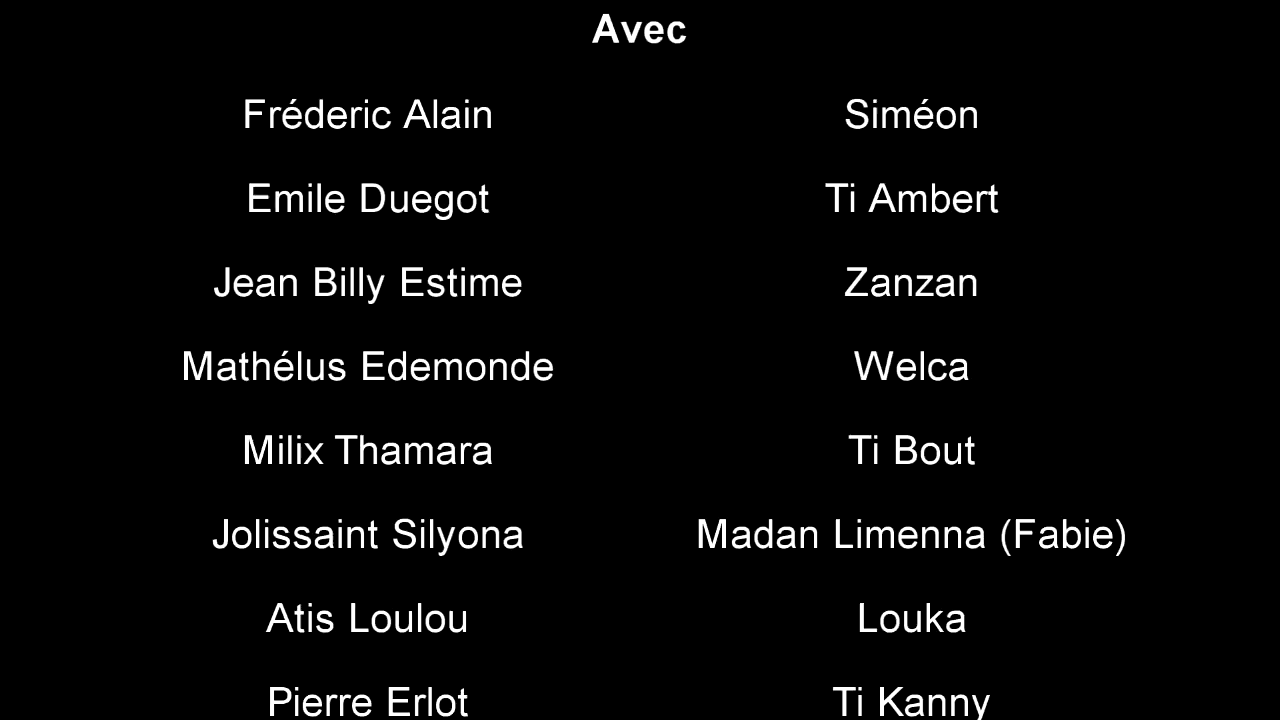 Avec
Fréderic Alain Siméon
Emile Duegot Ti Ambert
Jean Billy Estime Zanzan
Mathélus Edemonde Welca
Milix Thamara Ti Bout
Jolissaint Silyona Madan Limenna (Fabie)
Atis Loulou Louka
Pierre Erlot Ti Kanny